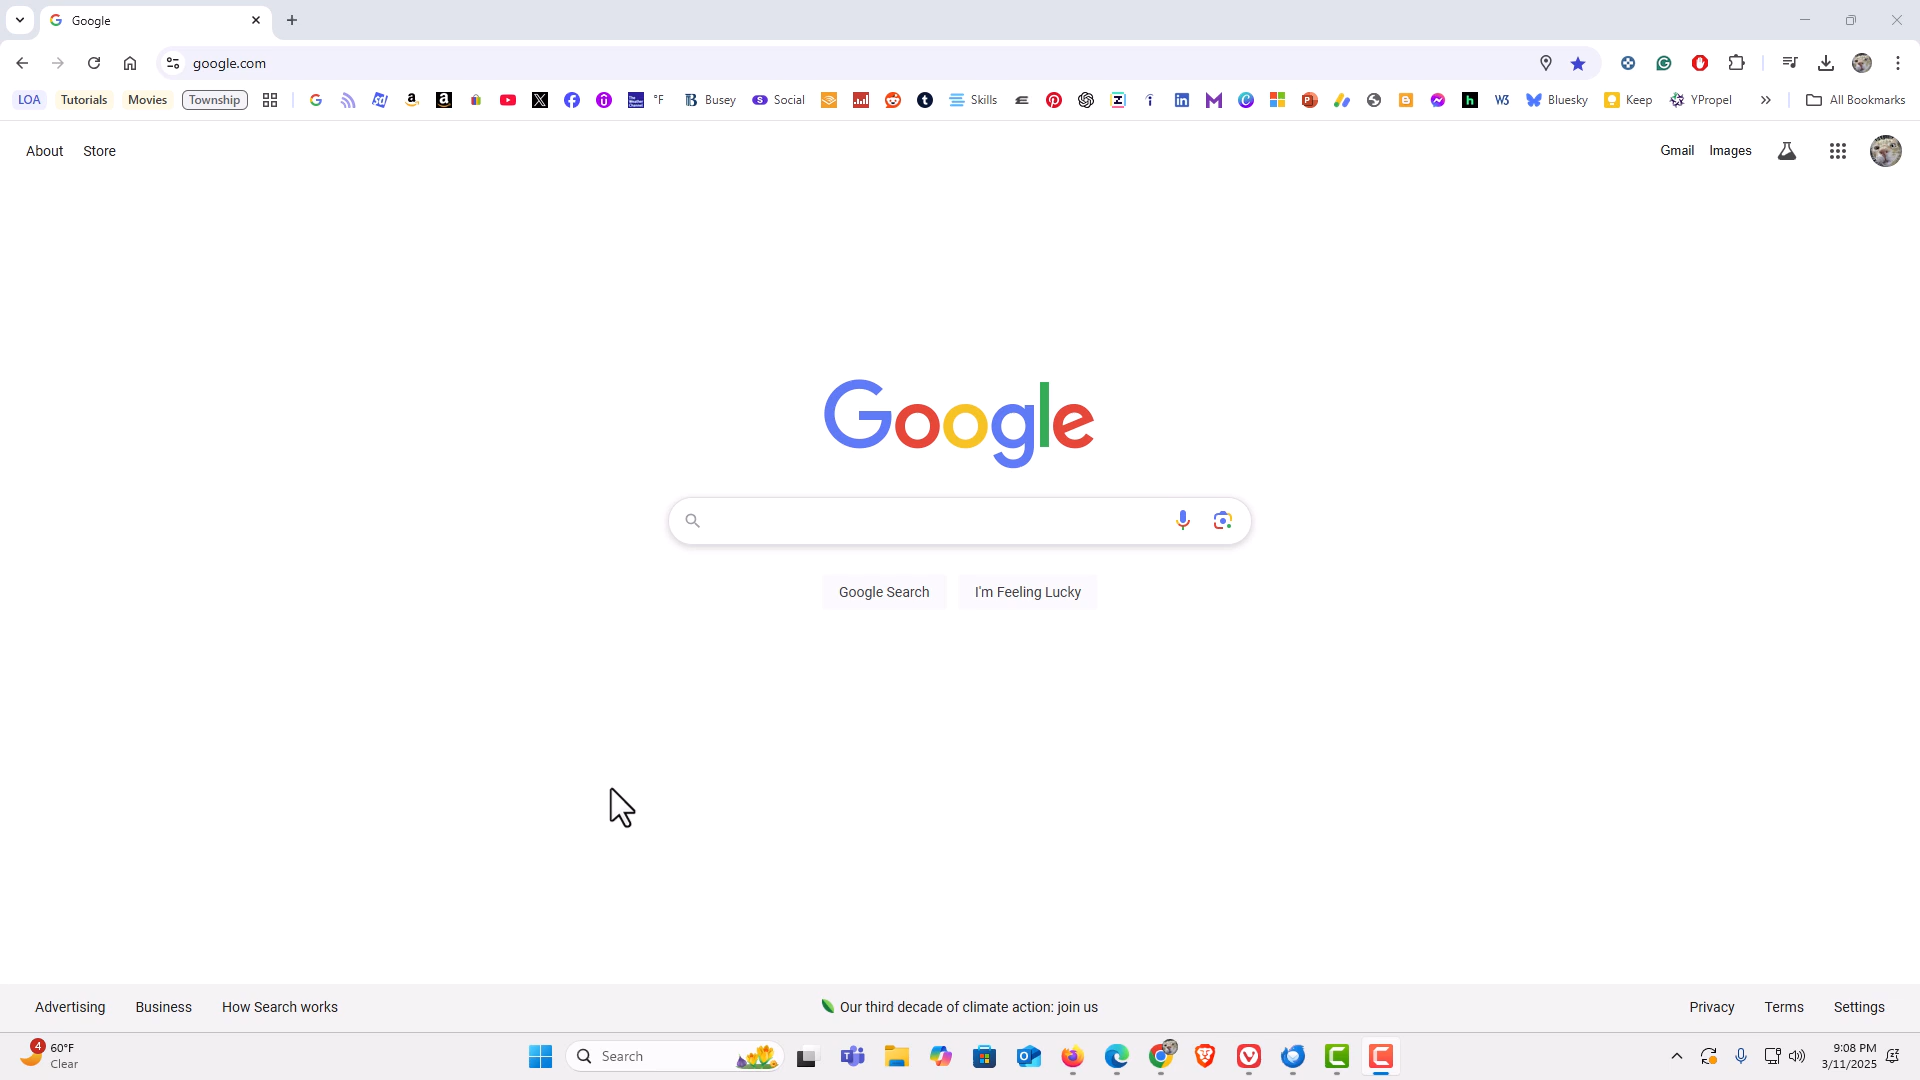 Google
google.com
LOA Tutorials Movies Township °F Busey Social Skills W3 Bluesky Keep YPropel » All Bookmarks
About Store Gmail Images
Google
Google Search I'm Feeling Lucky
Advertising Business How Search works Our third decade of climate action: join us Privacy Terms Settings
4 60°F Search 9:08 PM
Clear 3/11/2025